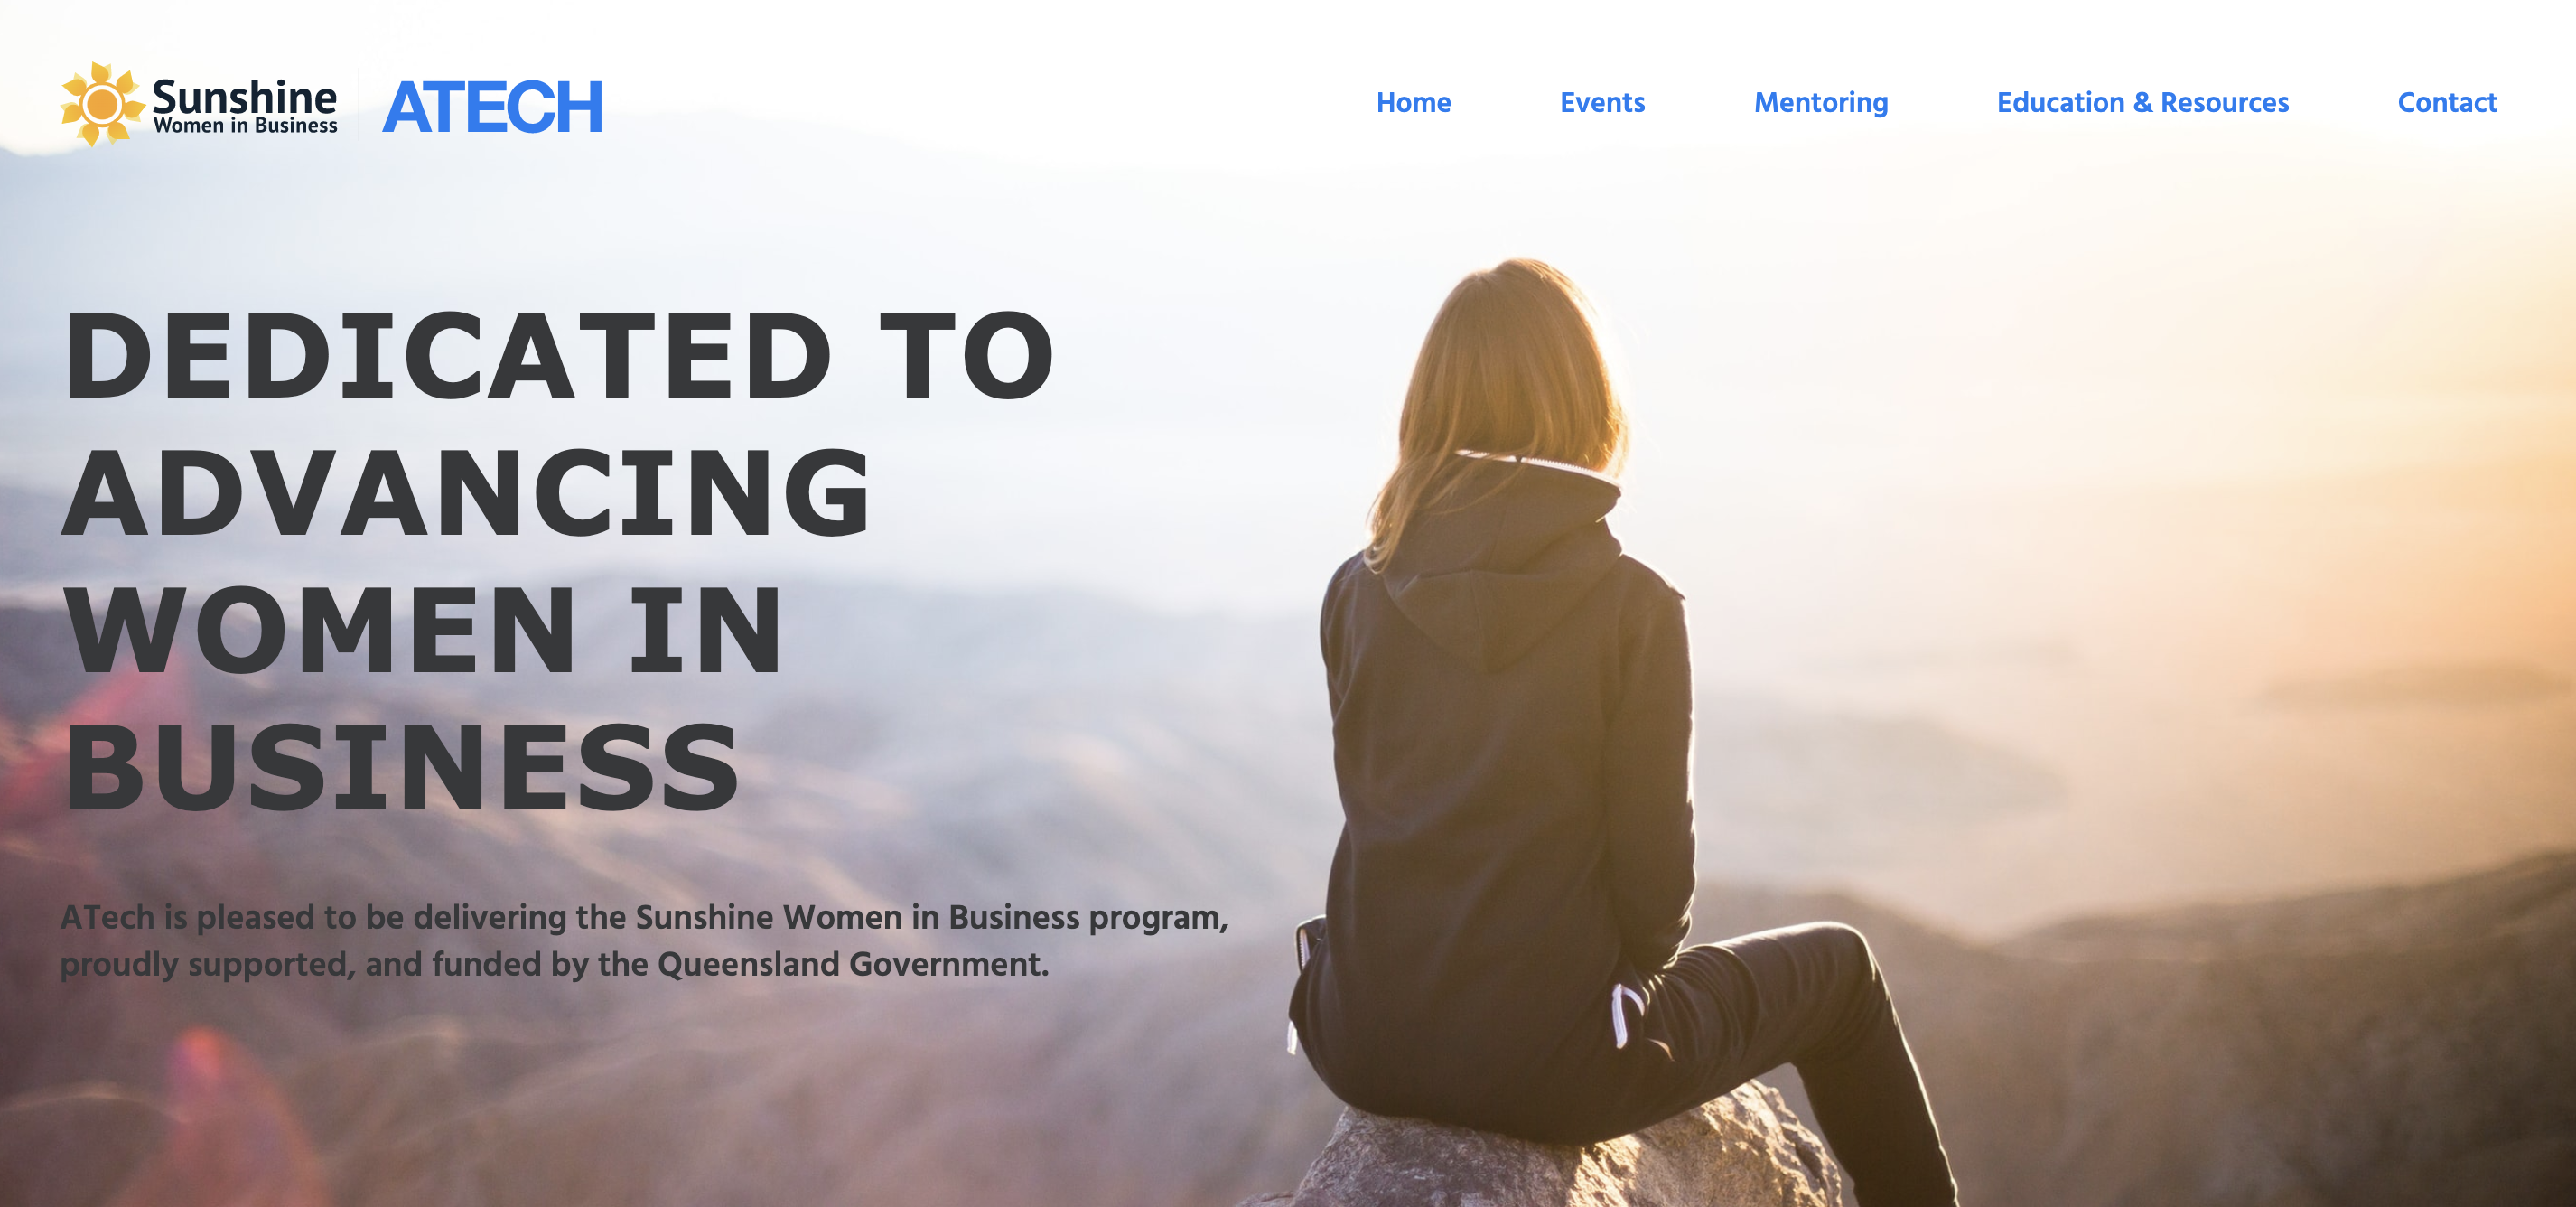 Sunshine
Women in Business
ATECH
Home
Events
Mentoring
Education & Resources
Contact
DEDICATED TO
ADVANCING
WOMEN IN
BUSINESS
ATech is pleased to be delivering the Sunshine Women in Business program,
proudly supported, and funded by the Queensland Government.